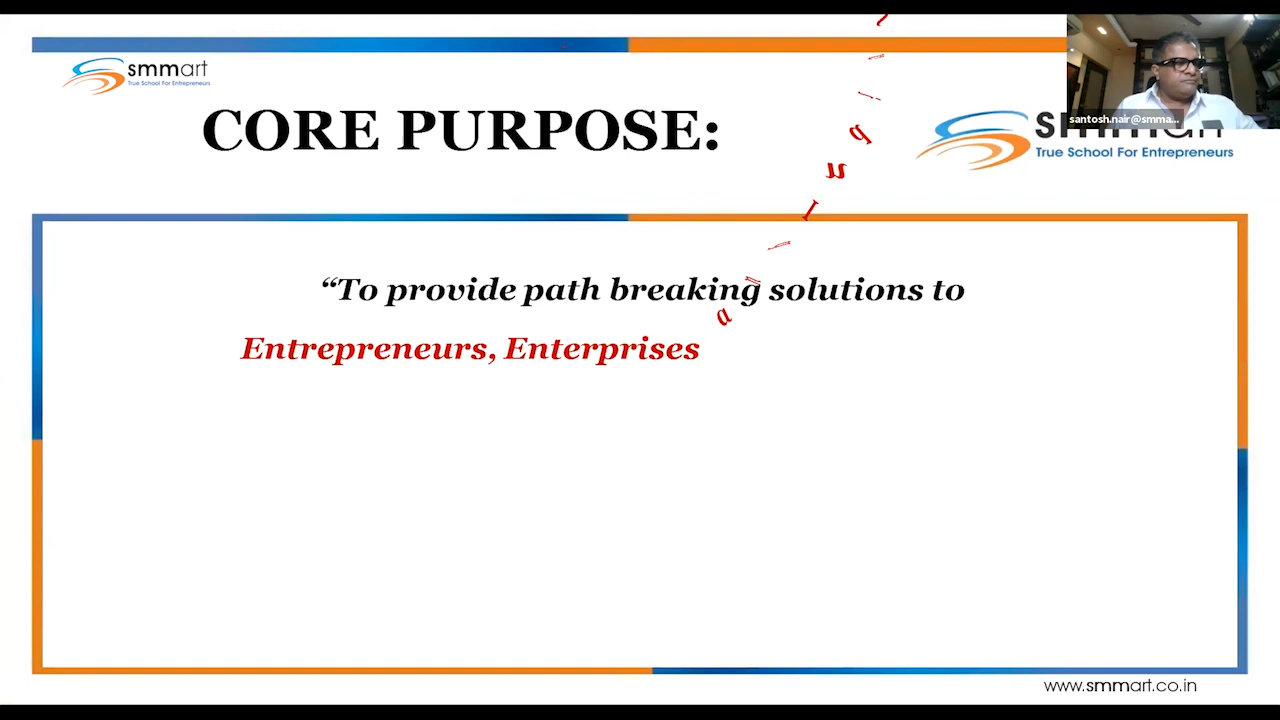 smmart
True School For Entrepreneurs
CORE PURPOSE:
santosh.nair@smma...
True School For Entrepreneurs
“To provide path breaking solutions to
Entrepreneurs, Enterprises
www.smmart.co.in